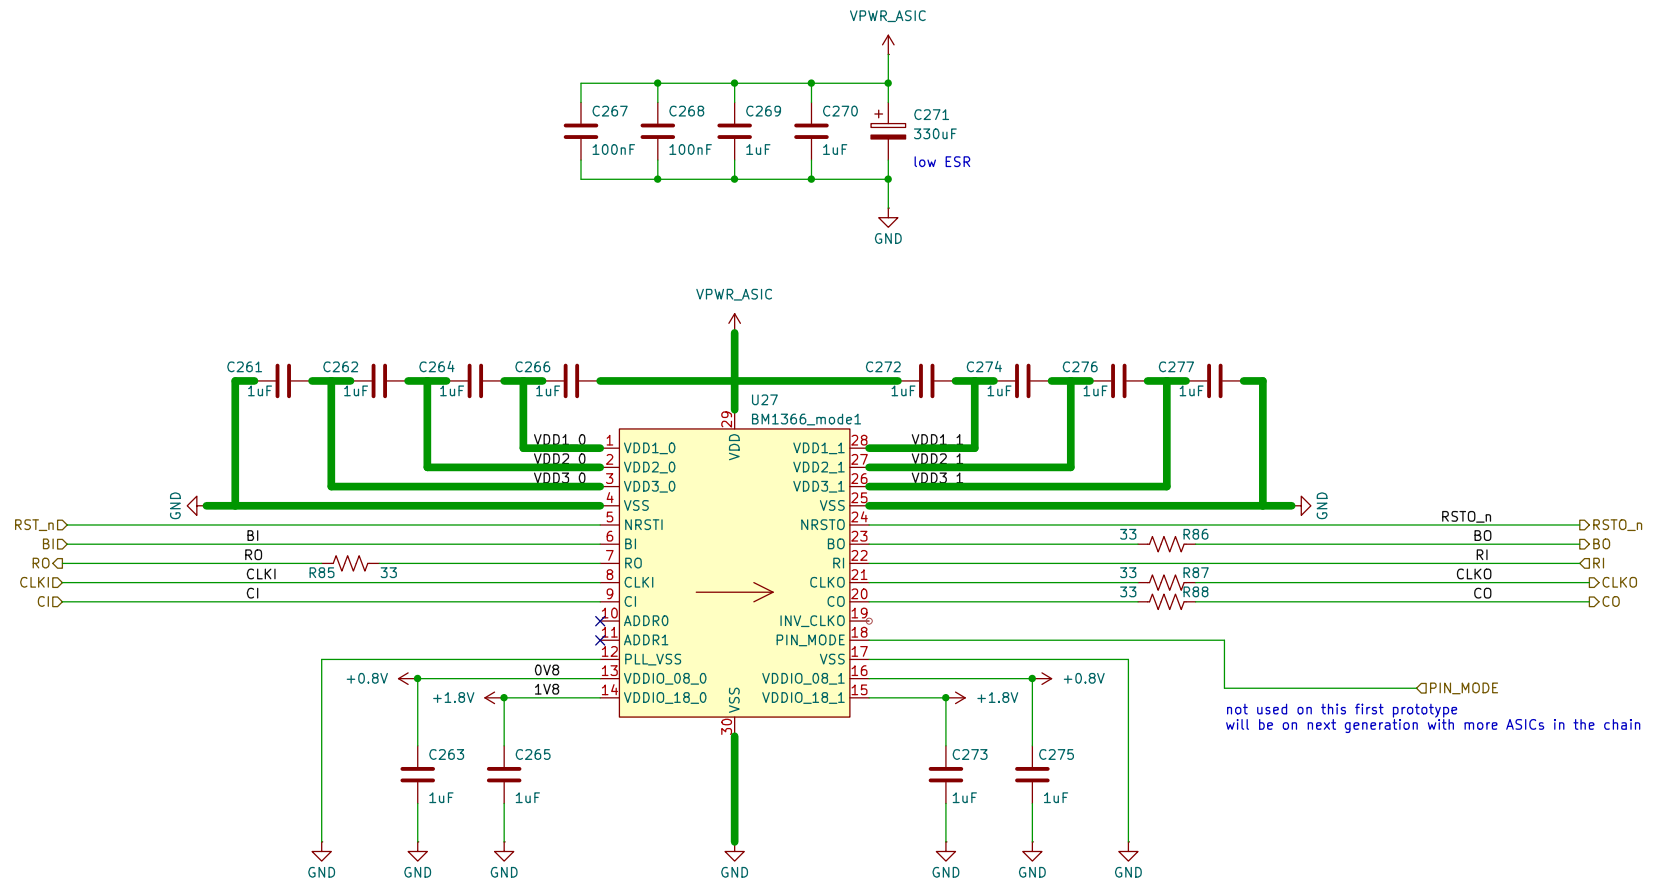 VPWR_ASIC
C267
C268
C269
C270
C271
330uF
100nF
100nF
1uF
1uF
low ESR
GND
VPWR_ASIC
C261
C262
C264
C266
C272
C274
C276
C277
1uF
1uF
1uF
1uF
1uF
1uF
1uF
1uF
U27
BM1366_mode1
29
VDD
VDD1_0
1
VDD1_0
VDD1_1
28
VDD1_1
VDD2_0
2
VDD2_0
VDD2_1
27
VDD2_1
VDD3_0
3
VDD3_0
VDD3_1
26
VDD3_1
GND
4
VSS
VSS
25
GND
RST_n
5
NRSTI
NRSTO
24
RSTO_n
RSTO_n
BI
BI
6
BI
BO
23
33
R86
BO
BO
RO
RO
R85
33
7
RO
RI
22
RI
RI
CLKI
CLKI
8
CLKI
CLKO
21
33
R87
CLKO
CLKO
CI
CI
9
CI
CO
20
33
R88
CO
CO
10
ADDR0
INV_CLKO
19
11
ADDR1
PIN_MODE
18
12
PLL_VSS
VSS
17
+0.8V
0V8
13
VDDIO_08_0
VDDIO_08_1
16
+0.8V
PIN_MODE
+1.8V
1V8
14
VDDIO_18_0
VDDIO_18_1
15
+1.8V
VSS
30
not used on this first prototype
will be on next generation with more ASICs in the chain
C263
C265
C273
C275
1uF
1uF
1uF
1uF
GND
GND
GND
GND
GND
GND
GND